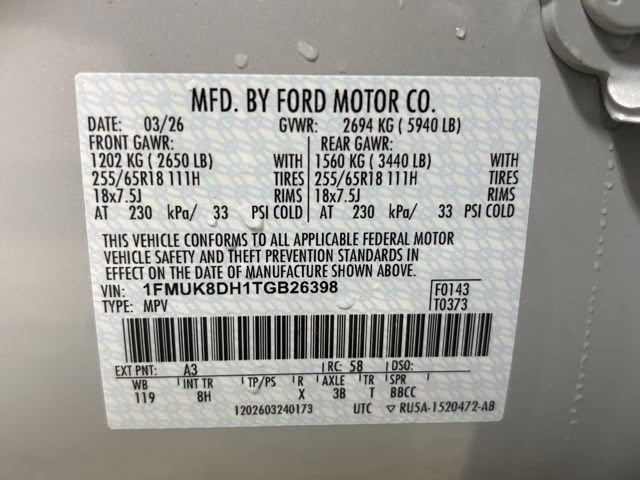 MFD. BY FORD MOTOR CO.
DATE: 03/26 GVWR: 2694 KG ( 5940 LB)
FRONT GAWR: REAR GAWR:
1202 KG ( 2650 LB) WITH 1560 KG ( 3440 LB) WITH
255/65R18 111H TIRES 255/65R18 111H TIRES
18x7.5J RIMS 18x7.5J RIMS
AT 230 kPa/ 33 PSI COLD AT 230 kPa/ 33 PSI COLD
THIS VEHICLE CONFORMS TO ALL APPLICABLE FEDERAL MOTOR
VEHICLE SAFETY AND THEFT PREVENTION STANDARDS IN
EFFECT ON THE DATE OF MANUFACTURE SHOWN ABOVE.
VIN: 1FMUK8DH1TGB26398 F0143
TYPE: MPV T0373
EXT PNT: A3 RC: 58 DSO:
WB INT TR TP/PS R AXLE TR SPR
119 8H X 3B T BBCC
1202603240173 UTC ▽ RU5A-1520472-AB